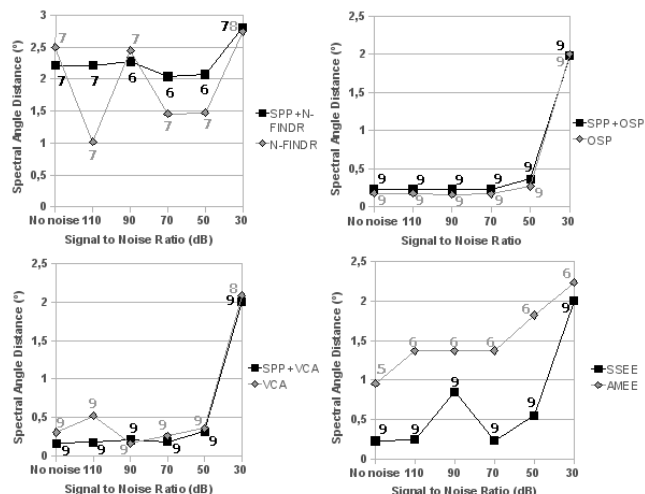 3
2,5
2
1,5
1
0,5
0
Spectral Angle Distance (°)
7 7 7 6 6 7
7 7 7 7 7 8
No noise 110 90 70 50 30
Signal to Noise Ratio (dB)
SPP+N-
FINDR
N-FINDR
2,5
2
1,5
1
0,5
0
Spectral Angle Distance (°)
9 9 9 9 9 9
9 9 9 9 9 9
No noise 110 90 70 50 30
Signal to Noise Ratio
SPP+OSP
OSP
2,5
2
1,5
1
0,5
0
Spectral Angle Distance (°)
9 9 9 9 9 9
9 9 9 9 9 8
No noise 110 90 70 50 30
Signal to Noise Ratio (dB)
SPP+VCA
VCA
2,5
2
1,5
1
0,5
0
Spectral Angle Distance (°)
5 6 6 6 6 6
9 9 9 9 9 9
No noise 110 90 70 50 30
Signal to Noise Ratio (dB)
SSEE
AMEE